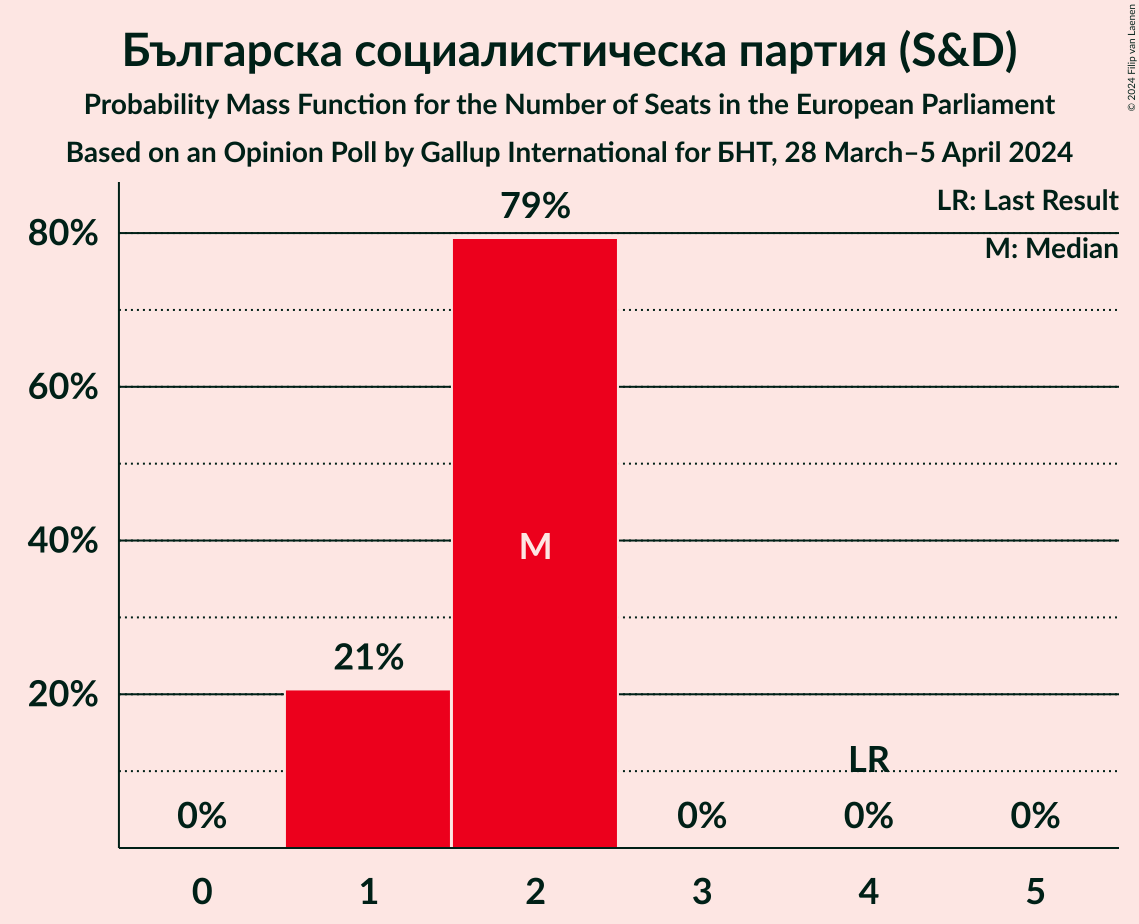 Българска социалистическа партия (S&D)
Probability Mass Function for the Number of Seats in the European Parliament
Based on an Opinion Poll by Gallup International for БНТ, 28 March–5 April 2024
© 2024 Filip van Laenen
LR: Last Result
M: Median
79%
80%
60%
40%
M
21%
20%
LR
0% 0% 0% 0%
0 1 2 3 4 5